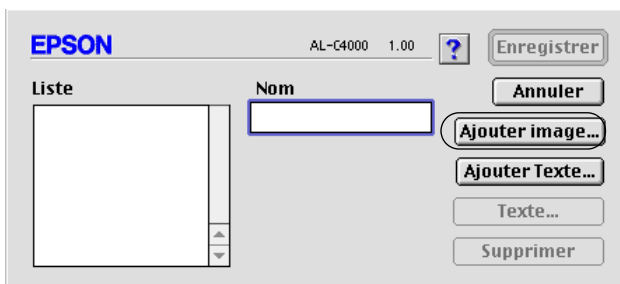 EPSON AL-C4000 1.00 ? Enregistrer
Liste Nom Annuler
Ajouter image...
Ajouter Texte...
Texte...
Supprimer